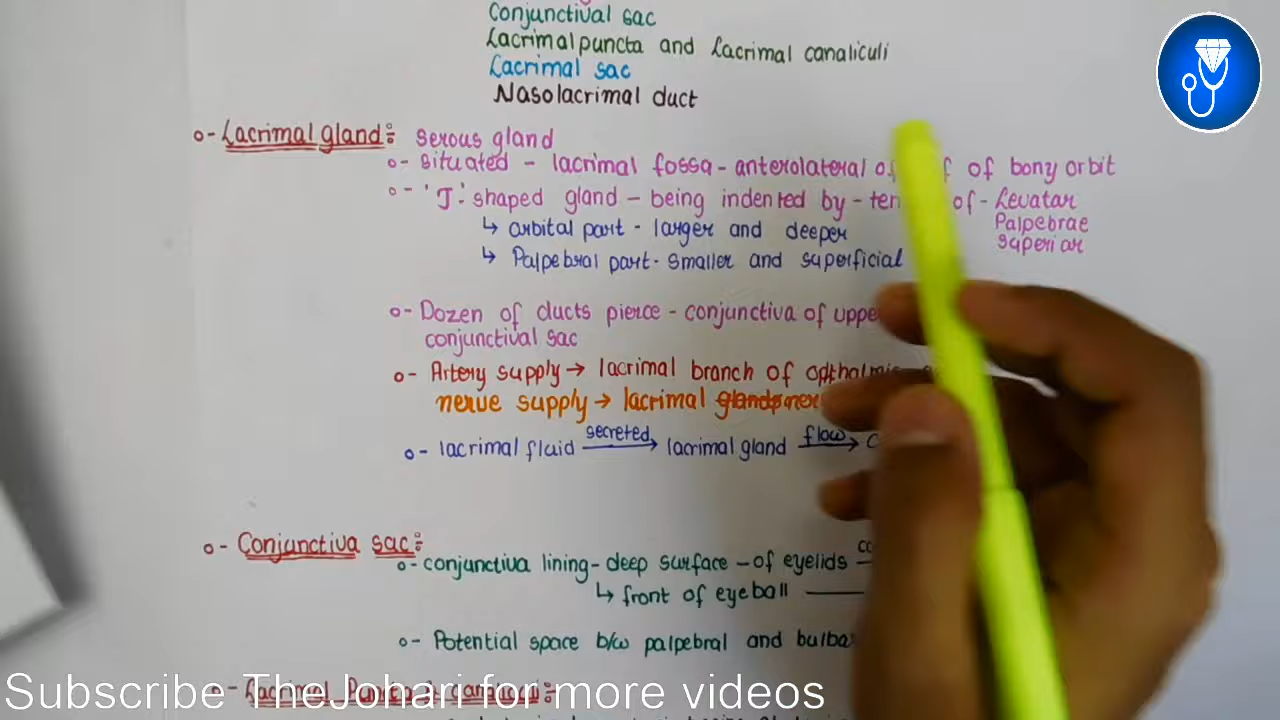 Conjunctival sac
Lacrimal puncta and Lacrimal canaliculi
Lacrimal sac
Nasolacrimal duct
o- Lacrimal gland: serous gland
o- situated - lacrimal fossa - anterolateral of of bony orbit
o- 'J': shaped gland - being indented by - of - Levatar
Palpebrae
superiar
↳ orbital part - larger and deeper
↳ Palpebral part - smaller and superficial
o- Dozen of ducts pierce - conjunctiva of
conjunctival sac
o- Artery supply → lacrimal branch of
nerve supply → lacrimal
o- lacrimal fluid secreted→ lacrimal gland flow→
o- Conjunctiva sac:
o- conjunctiva lining - deep surface - of eyelids
↳ front of eyeball
o- Potential space b/w palpebral and
o- Lacrimal Puncta
Subscribe TheJohari for more videos